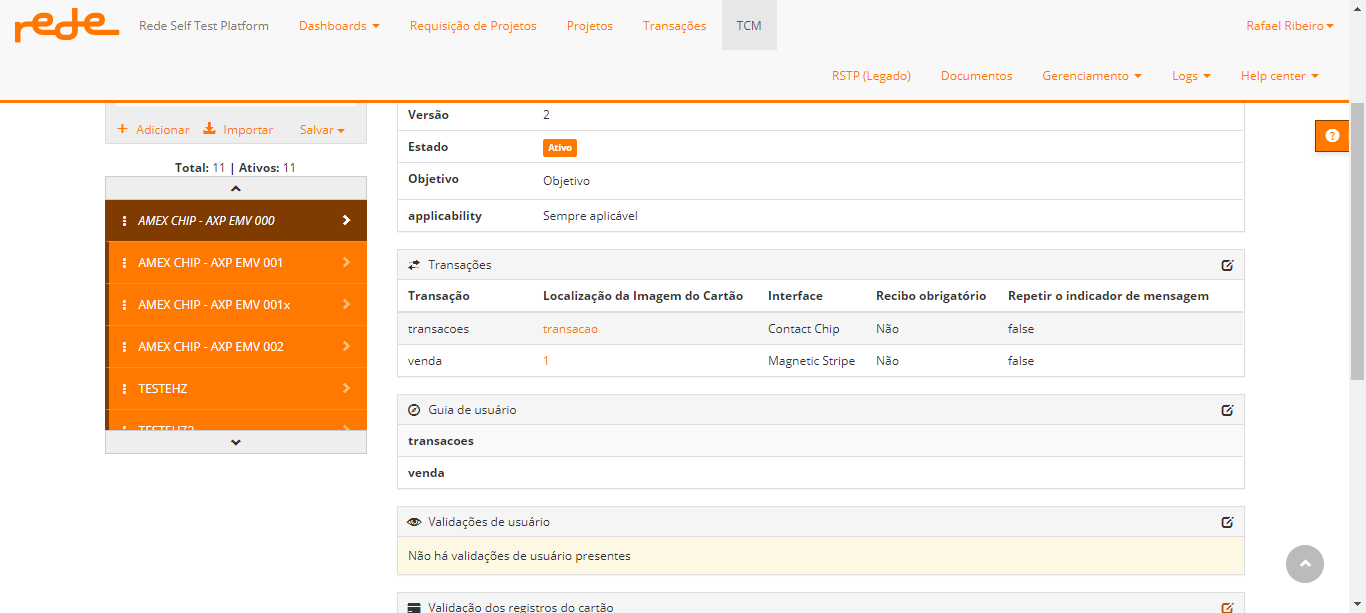 rede Rede Self Test Platform Dashboards Requisição de Projetos Projetos Transações TCM Rafael Ribeiro
RSTP (Legado) Documentos Gerenciamento Logs Help center
+ Adicionar Importar Salvar
Total: 11 | Ativos: 11
AMEX CHIP - AXP EMV 000
AMEX CHIP - AXP EMV 001
AMEX CHIP - AXP EMV 001x
AMEX CHIP - AXP EMV 002
TESTEHZ
TESTEHZ2
Versão 2
Estado Ativo
Objetivo Objetivo
applicability Sempre aplicável
Transações
Transação Localização da Imagem do Cartão Interface Recibo obrigatório Repetir o indicador de mensagem
transacoes transacao Contact Chip Não false
venda 1 Magnetic Stripe Não false
Guia de usuário
transacoes
venda
Validações de usuário
Não há validações de usuário presentes
Validação dos registros do cartão